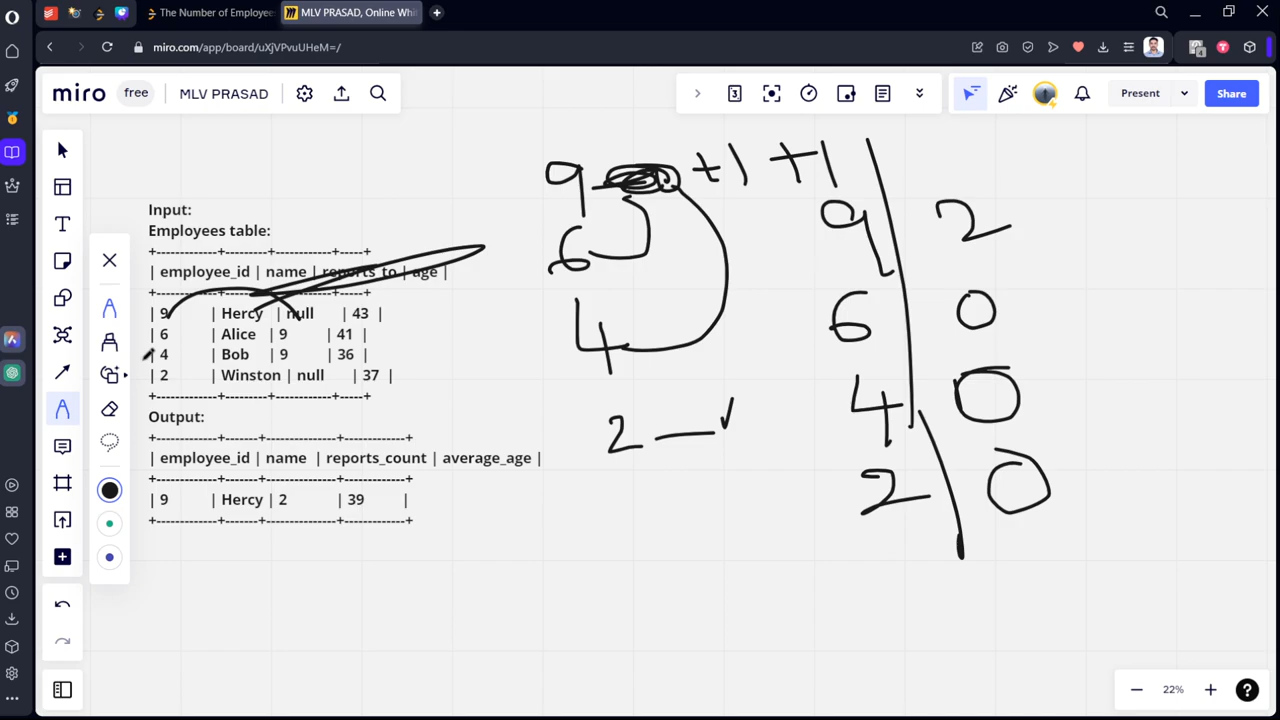 The Number of Employee
MLV PRASAD, Online Whi
miro.com/app/board/uXjVPvuUHeM=/
miro free MLV PRASAD
3
Present
Share
Input:
Employees table:
+-------------+-------+------------+-----+
| employee_id | name | reports_to | age |
+-------------+-------+------------+-----+
| 9 | Hercy | null | 43 |
| 6 | Alice | 9 | 41 |
| 4 | Bob | 9 | 36 |
| 2 | Winston | null | 37 |
+-------------+-------+------------+-----+
Output:
+-------------+-------+-------------+-------------+
| employee_id | name | reports_count | average_age |
+-------------+-------+-------------+-------------+
| 9 | Hercy | 2 | 39 |
+-------------+-------+-------------+-------------+
9 +1 +1
6
4
2
9 2
6 0
4 0
2 0
22%